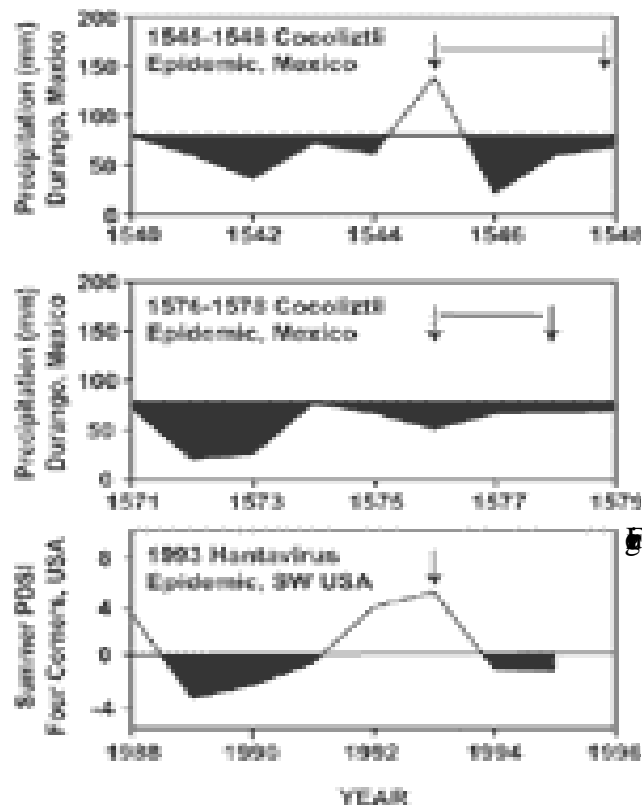 Precipitation (mm)
Durango, Mexico
200
150
100
50
0
1545-1548 Cocoliztli
Epidemic, Mexico
1540 1542 1544 1546 1548
Precipitation (mm)
Durango, Mexico
200
150
100
50
0
1576-1578 Cocoliztli
Epidemic, Mexico
1571 1573 1575 1577 1579
Summer PDSI
Four Corners, USA
8
4
0
-4
1993 Hantavirus
Epidemic, SW USA
1988 1990 1992 1994 1996
YEAR